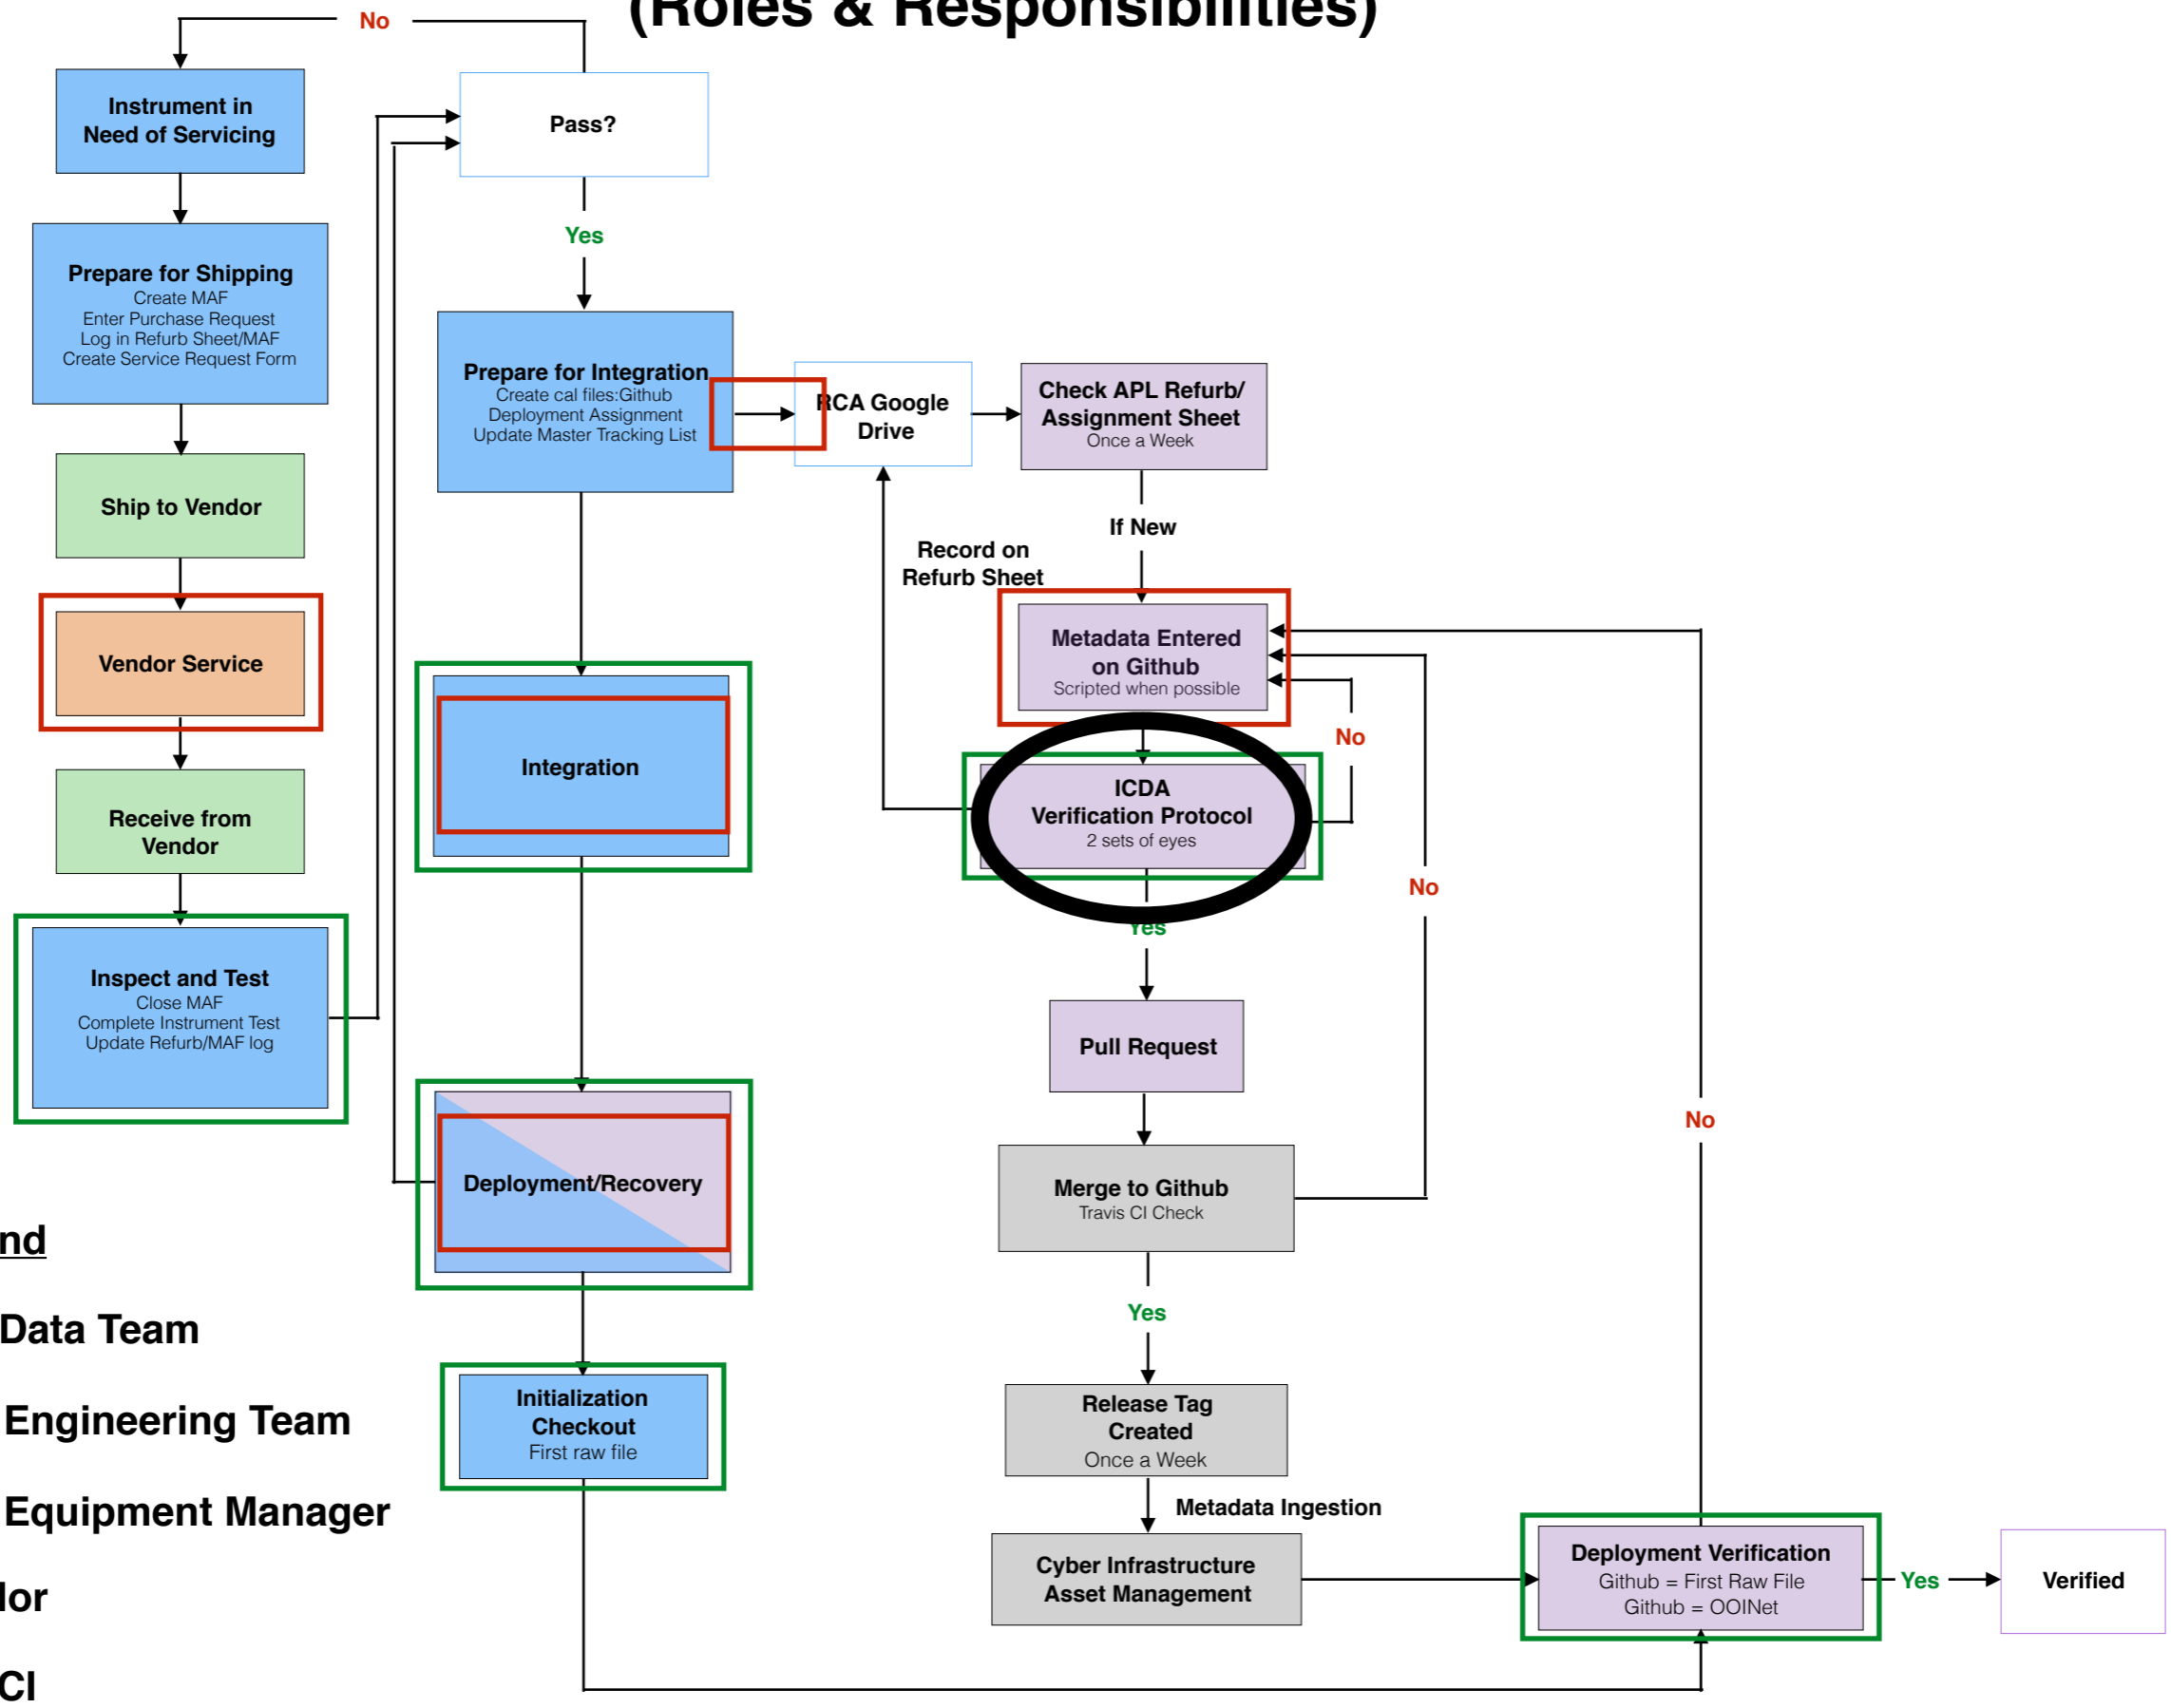 (Roles & Responsibilities)
No
Instrument in
Need of Servicing
Pass?
Yes
Prepare for Shipping
Create MAF
Enter Purchase Request
Log in Refurb Sheet/MAF
Create Service Request Form
Prepare for Integration
Create cal files:Github
Deployment Assignment
Update Master Tracking List
RCA Google
Drive
Check APL Refurb/
Assignment Sheet
Once a Week
Ship to Vendor
If New
Record on
Refurb Sheet
Vendor Service
Metadata Entered
on Github
Scripted when possible
No
Integration
ICDA
Verification Protocol
2 sets of eyes
Receive from
Vendor
No
Yes
Inspect and Test
Close MAF
Complete Instrument Test
Update Refurb/MAF log
Pull Request
No
Deployment/Recovery
Merge to Github
Travis CI Check
Yes
nd
Data Team
Engineering Team
Equipment Manager
dor
CI
Initialization
Checkout
First raw file
Release Tag
Created
Once a Week
Metadata Ingestion
Cyber Infrastructure
Asset Management
Deployment Verification
Github = First Raw File
Github = OOINet
Yes
Verified